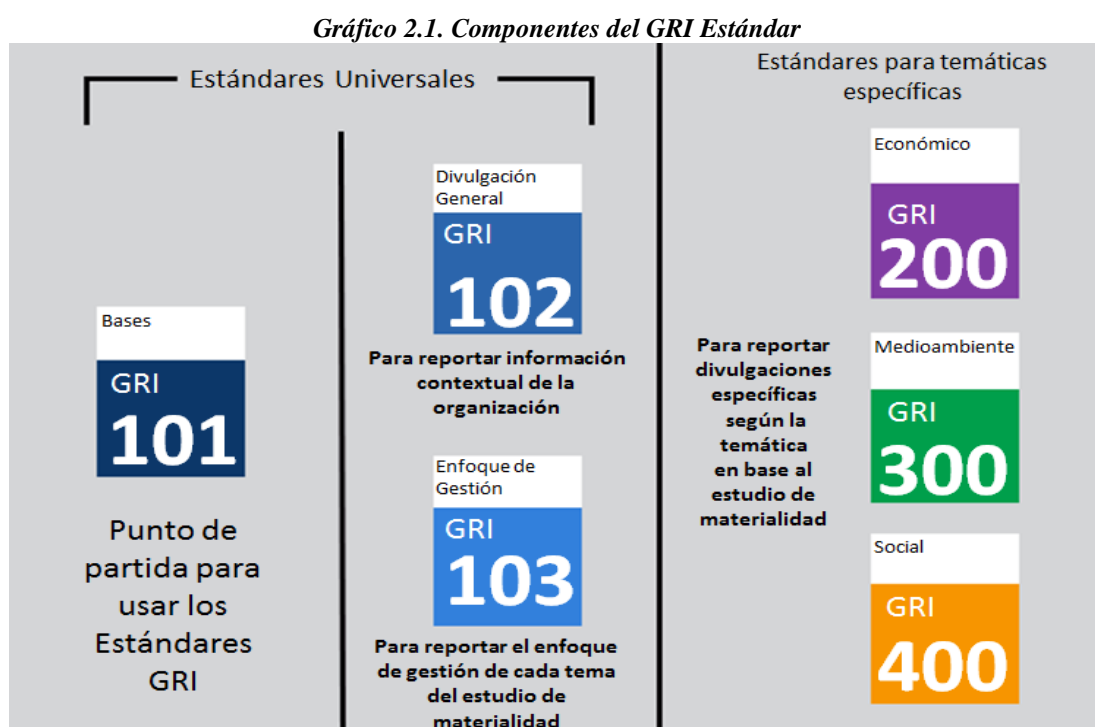 Gráfico 2.1. Componentes del GRI Estándar
Estándares Universales
Bases
GRI
101
Punto de
partida para
usar los
Estándares
GRI
Divulgación
General
GRI
102
Para reportar información
contextual de la
organización
Enfoque de
Gestión
GRI
103
Para reportar el enfoque
de gestión de cada tema
del estudio de
materialidad
Estándares para temáticas
específicas
Para reportar
divulgaciones
específicas
según la
temática
en base al
estudio de
materialidad
Económico
GRI
200
Medioambiente
GRI
300
Social
GRI
400